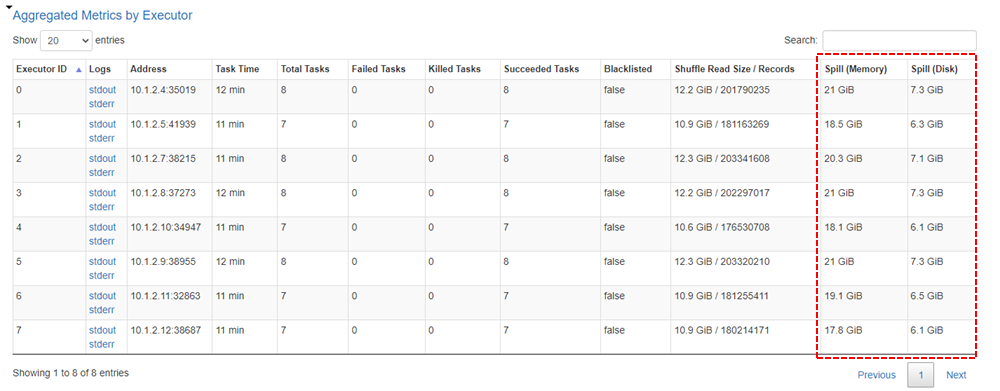 Aggregated Metrics by Executor
Show 20 entries Search:
Executor ID Logs Address Task Time Total Tasks Failed Tasks Killed Tasks Succeeded Tasks Blacklisted Shuffle Read Size / Records Spill (Memory) Spill (Disk)
0 stdout 10.1.2.4:35019 12 min 8 0 0 8 false 12.2 GiB / 201790235 21 GiB 7.3 GiB
stderr
1 stdout 10.1.2.5:41939 11 min 7 0 0 7 false 10.9 GiB / 181163269 18.5 GiB 6.3 GiB
stderr
2 stdout 10.1.2.7:38215 11 min 8 0 0 8 false 12.3 GiB / 203341608 20.3 GiB 7.1 GiB
stderr
3 stdout 10.1.2.8:37273 12 min 8 0 0 8 false 12.2 GiB / 202297017 21 GiB 7.3 GiB
stderr
4 stdout 10.1.2.10:34947 11 min 7 0 0 7 false 10.6 GiB / 176530708 18.1 GiB 6.1 GiB
stderr
5 stdout 10.1.2.9:38955 12 min 8 0 0 8 false 12.3 GiB / 203320210 21 GiB 7.3 GiB
stderr
6 stdout 10.1.2.11:32863 11 min 7 0 0 7 false 10.9 GiB / 181255411 19.1 GiB 6.5 GiB
stderr
7 stdout 10.1.2.12:38687 11 min 7 0 0 7 false 10.9 GiB / 180214171 17.8 GiB 6.1 GiB
stderr
Showing 1 to 8 of 8 entries Previous 1 Next